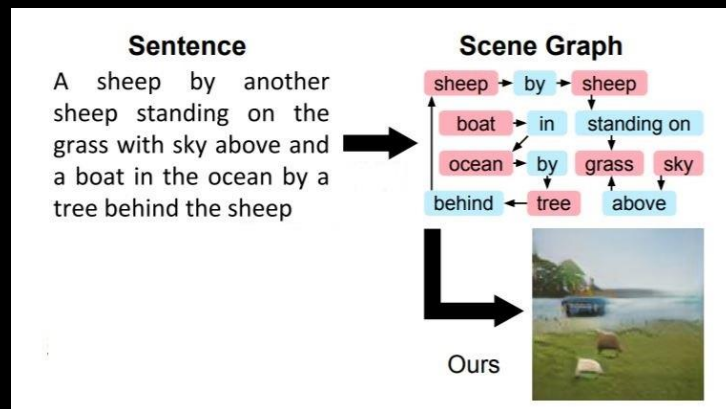 Sentence
A sheep by another
sheep standing on the
grass with sky above and
a boat in the ocean by a
tree behind the sheep
Scene Graph
sheep by sheep
boat in standing on
ocean by grass sky
behind tree above
Ours